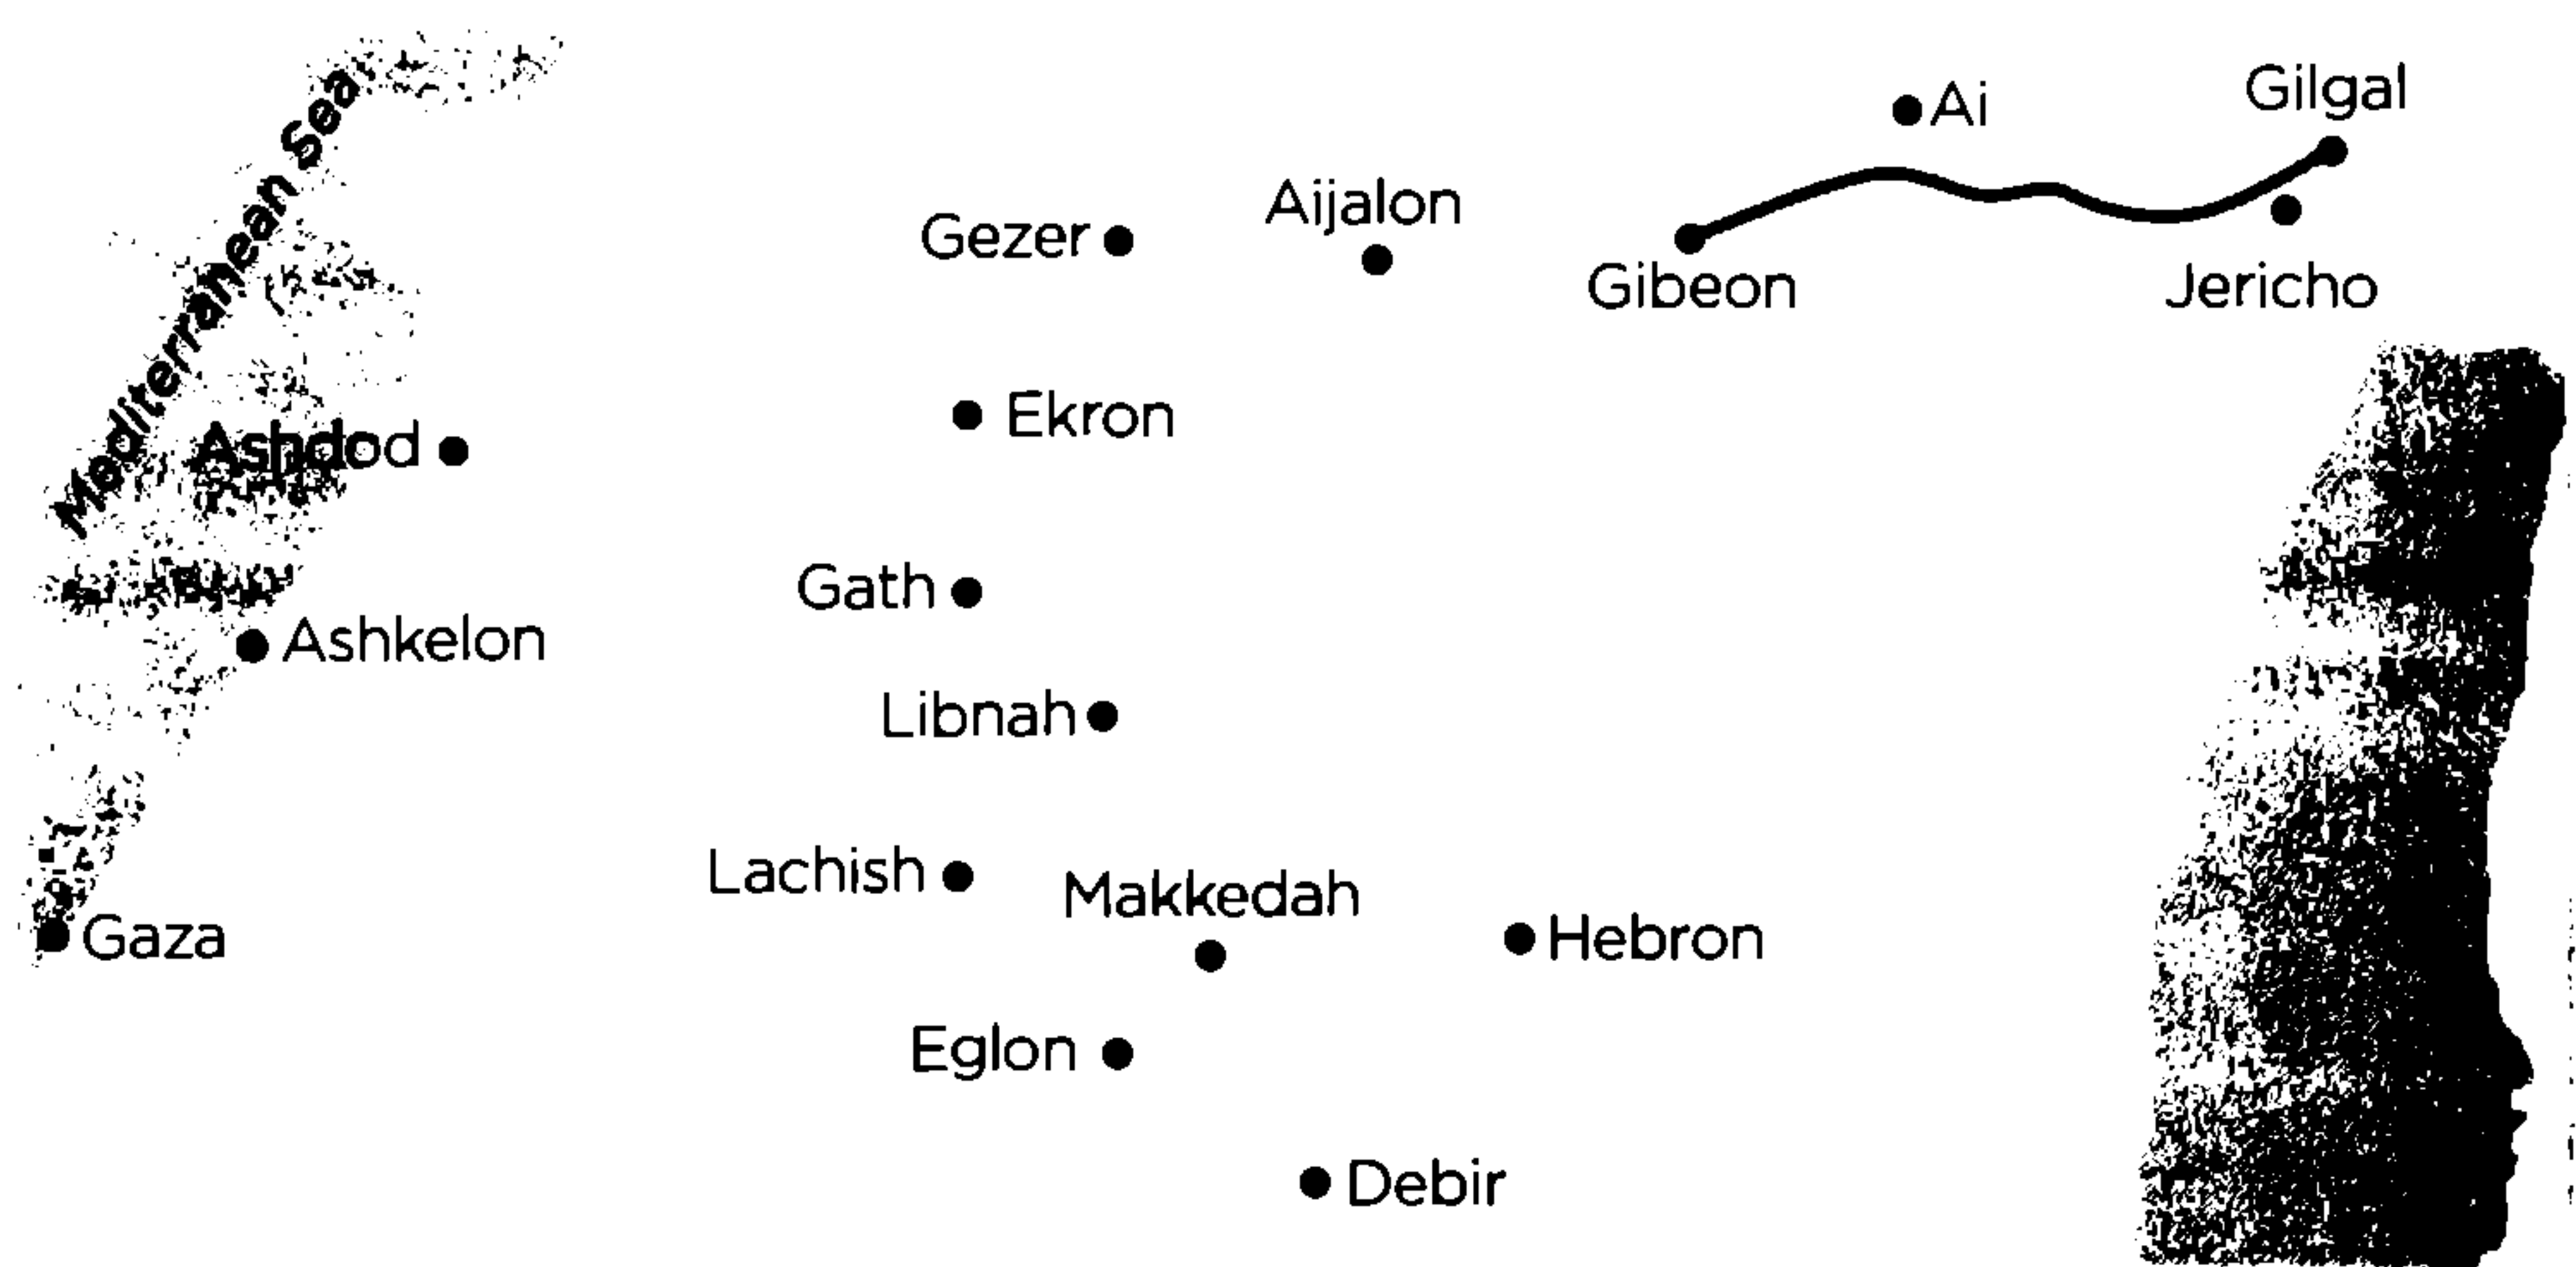 Mediterranean Sea
Ai
Gilgal
Aijalon
Gezer
Gibeon
Jericho
Ekron
Ashdod
Gath
Ashkelon
Libnah
Lachish
Makkedah
Gaza
Hebron
Eglon
Debir